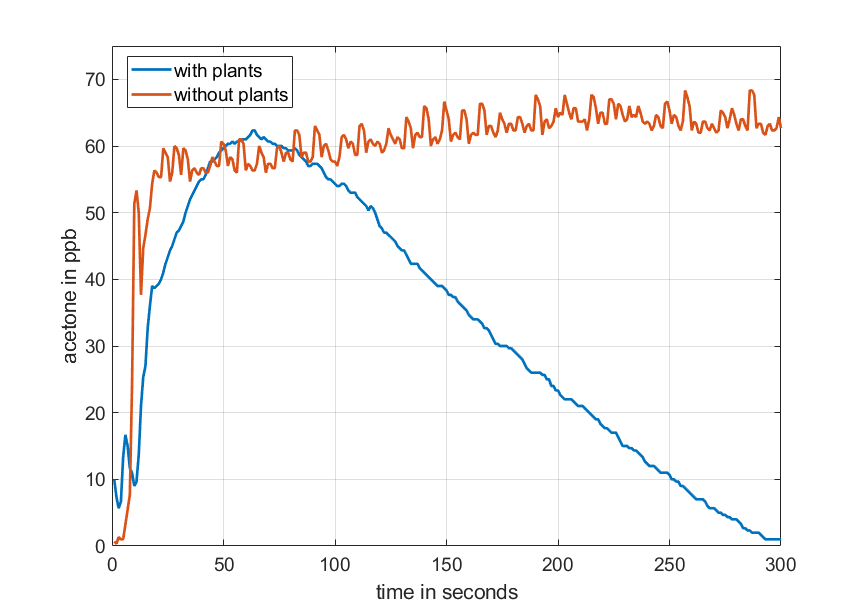 with plants
without plants
70
60
50
40
30
20
10
0
acetone in ppb
0 50 100 150 200 250 300
time in seconds